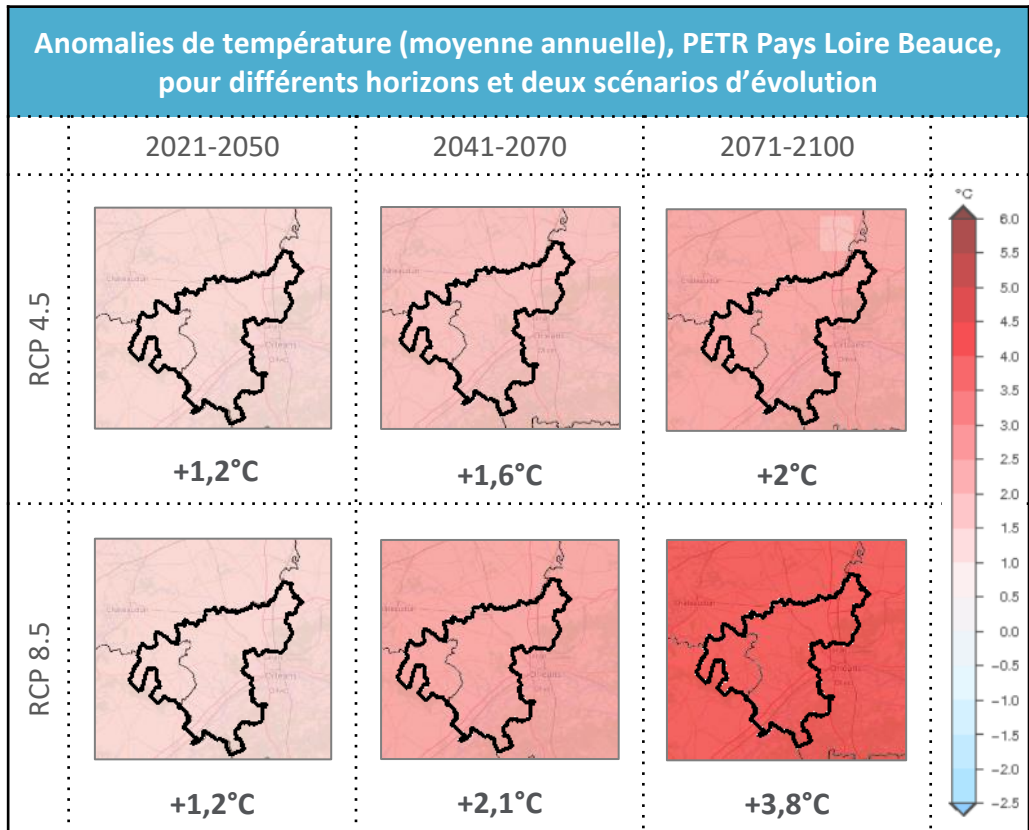 Anomalies de température (moyenne annuelle), PETR Pays Loire Beauce,
pour différents horizons et deux scénarios d’évolution
2021-2050
2041-2070
2071-2100
°C
RCP 4.5
+1,2°C
+1,6°C
+2°C
RCP 8.5
Orléans
+1,2°C
+2,1°C
+3,8°C
6.0
5.5
5.0
4.5
4.0
3.5
3.0
2.5
2.0
1.5
1.0
0.5
0.0
−0.5
−1.0
−1.5
−2.0
−2.5